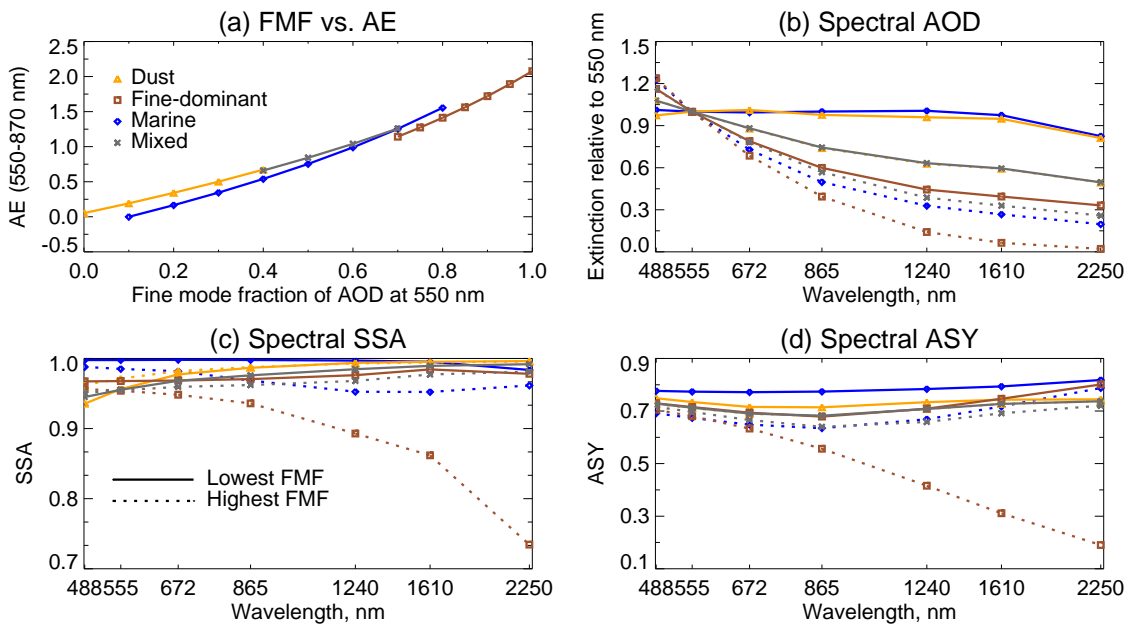 (a) FMF vs. AE
2.5
2.0
1.5
1.0
0.5
0.0
-0.5
AE (550-870 nm)
Dust
Fine-dominant
Marine
Mixed
0.0 0.2 0.4 0.6 0.8 1.0
Fine mode fraction of AOD at 550 nm
(b) Spectral AOD
1.5
1.2
0.9
0.6
0.3
0.0
Extinction relative to 550 nm
488 555 672 865 1240 1610 2250
Wavelength, nm
(c) Spectral SSA
1.0
0.9
0.8
0.7
SSA
Lowest FMF
Highest FMF
488 555 672 865 1240 1610 2250
Wavelength, nm
(d) Spectral ASY
0.9
0.7
0.5
0.3
0.1
ASY
488 555 672 865 1240 1610 2250
Wavelength, nm